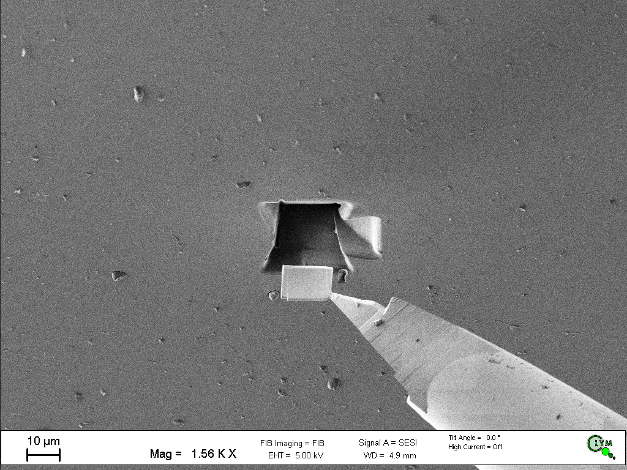 10 µm
Mag = 1.56 K X
FIB Imaging = FIB
EHT = 5.00 kV
Signal A = SESI
WD = 4.9 mm
Tilt Angle = 0.0 °
High Current = Off
LYM